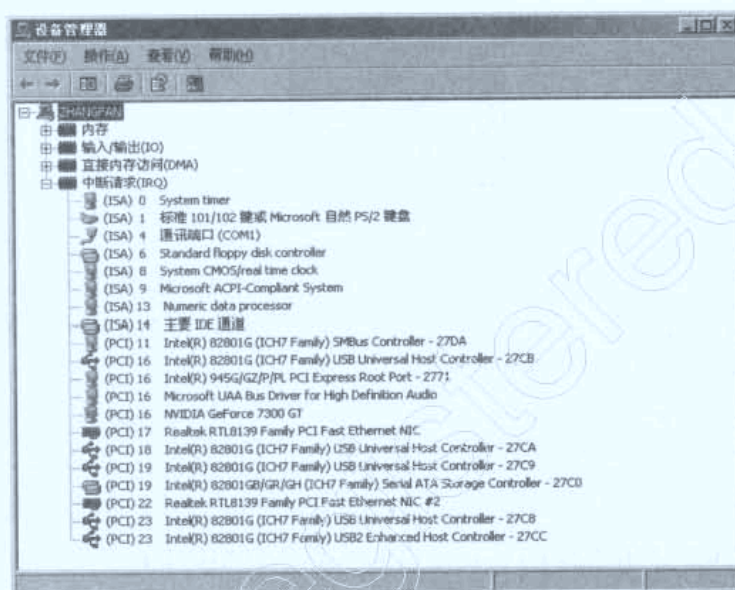 设备管理器
文件(F) 操作(A) 查看(V) 帮助(H)
ZHANGFAN
内存
输入/输出(IO)
直接内存访问(DMA)
中断请求(IRQ)
(ISA) 0 System timer
(ISA) 1 标准 101/102 键或 Microsoft 自然 PS/2 键盘
(ISA) 4 通讯端口 (COM1)
(ISA) 6 Standard floppy disk controller
(ISA) 8 System CMOS/real time clock
(ISA) 9 Microsoft ACPI-Compliant System
(ISA) 13 Numeric data processor
(ISA) 14 主要 IDE 通道
(PCI) 11 Intel(R) 82801G (ICH7 Family) SMBus Controller - 27DA
(PCI) 16 Intel(R) 82801G (ICH7 Family) USB Universal Host Controller - 27CB
(PCI) 16 Intel(R) 945G/GZ/P/PL PCI Express Root Port - 2771
(PCI) 16 Microsoft UAA Bus Driver for High Definition Audio
(PCI) 16 NVIDIA GeForce 7300 GT
(PCI) 17 Realtek RTL8139 Family PCI Fast Ethernet NIC
(PCI) 18 Intel(R) 82801G (ICH7 Family) USB Universal Host Controller - 27CA
(PCI) 19 Intel(R) 82801G (ICH7 Family) USB Universal Host Controller - 27C9
(PCI) 19 Intel(R) 82801GB/GR/GH (ICH7 Family) Serial ATA Storage Controller - 27C0
(PCI) 22 Realtek RTL8139 Family PCI Fast Ethernet NIC #2
(PCI) 23 Intel(R) 82801G (ICH7 Family) USB Universal Host Controller - 27C8
(PCI) 23 Intel(R) 82801G (ICH7 Family) USB2 Enhanced Host Controller - 27CC